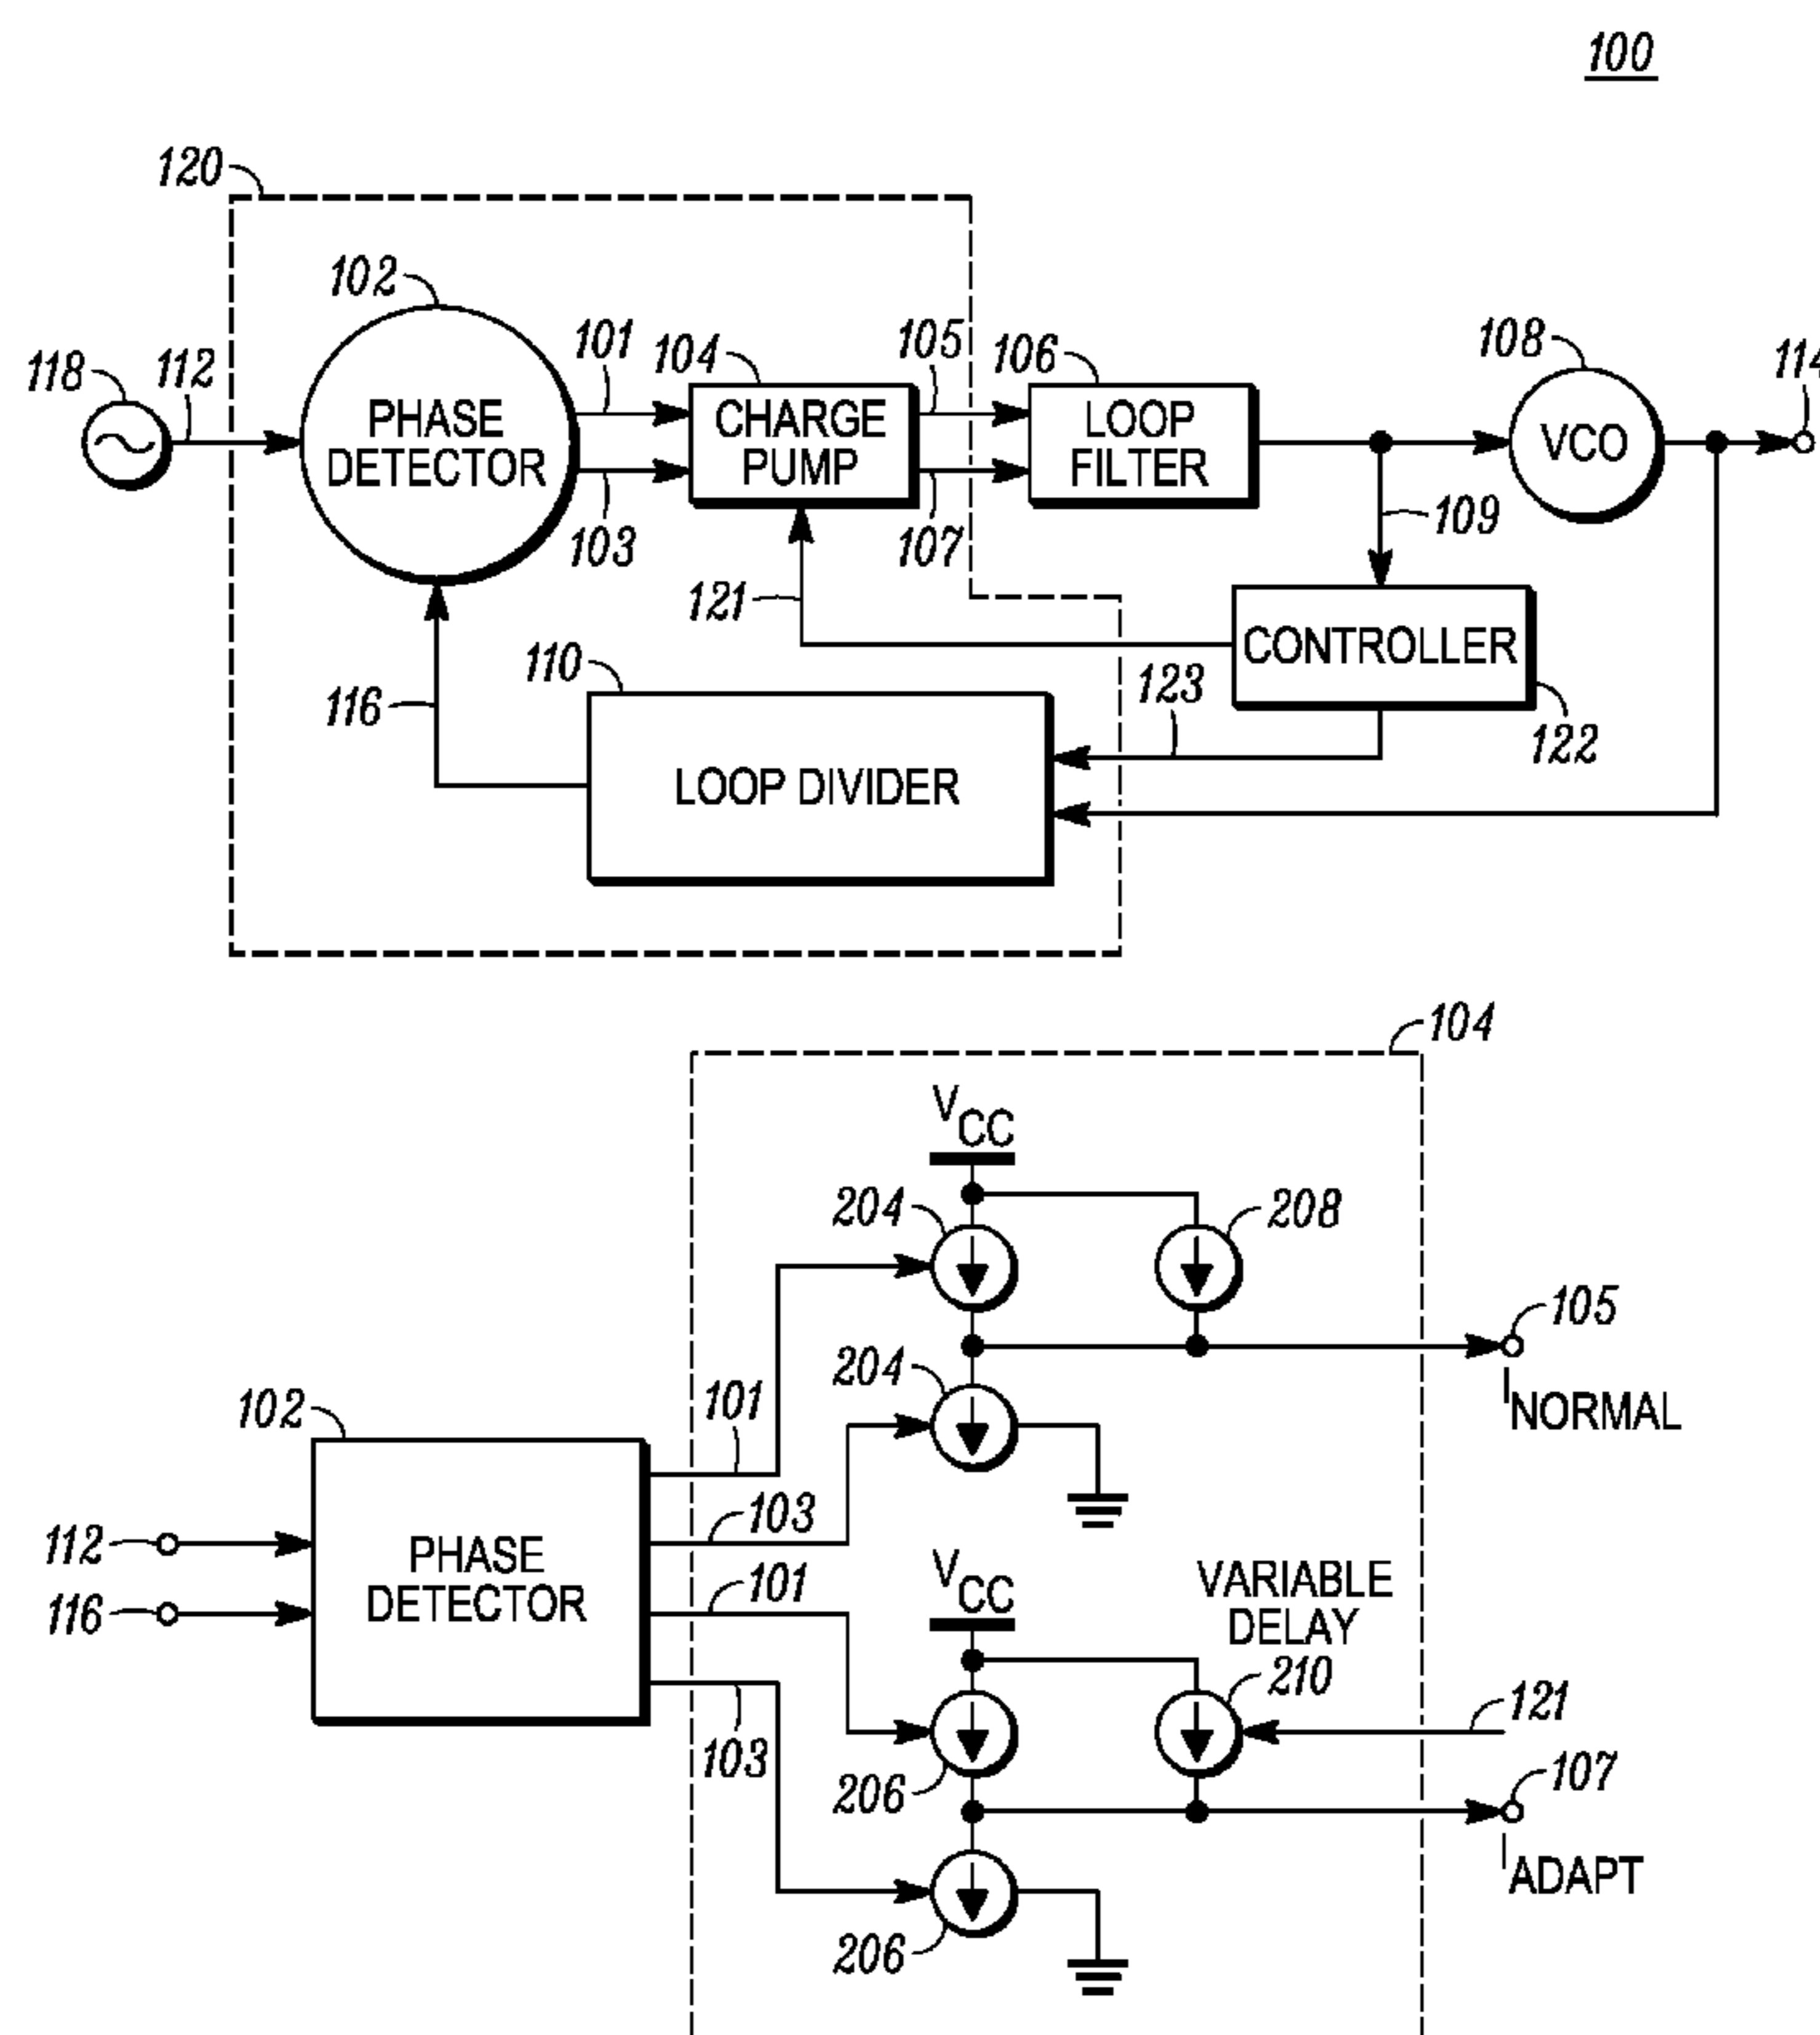 100
120
102
101
104
105
106
108
114
118
112
PHASE
DETECTOR
CHARGE
PUMP
LOOP
FILTER
VCO
103
107
109
121
CONTROLLER
110
123
122
116
LOOP DIVIDER
104
VCC
204
208
105
204
INORMAL
101
102
103
112
PHASE
DETECTOR
101
VCC
VARIABLE
DELAY
116
210
121
103
206
107
IADAPT
206